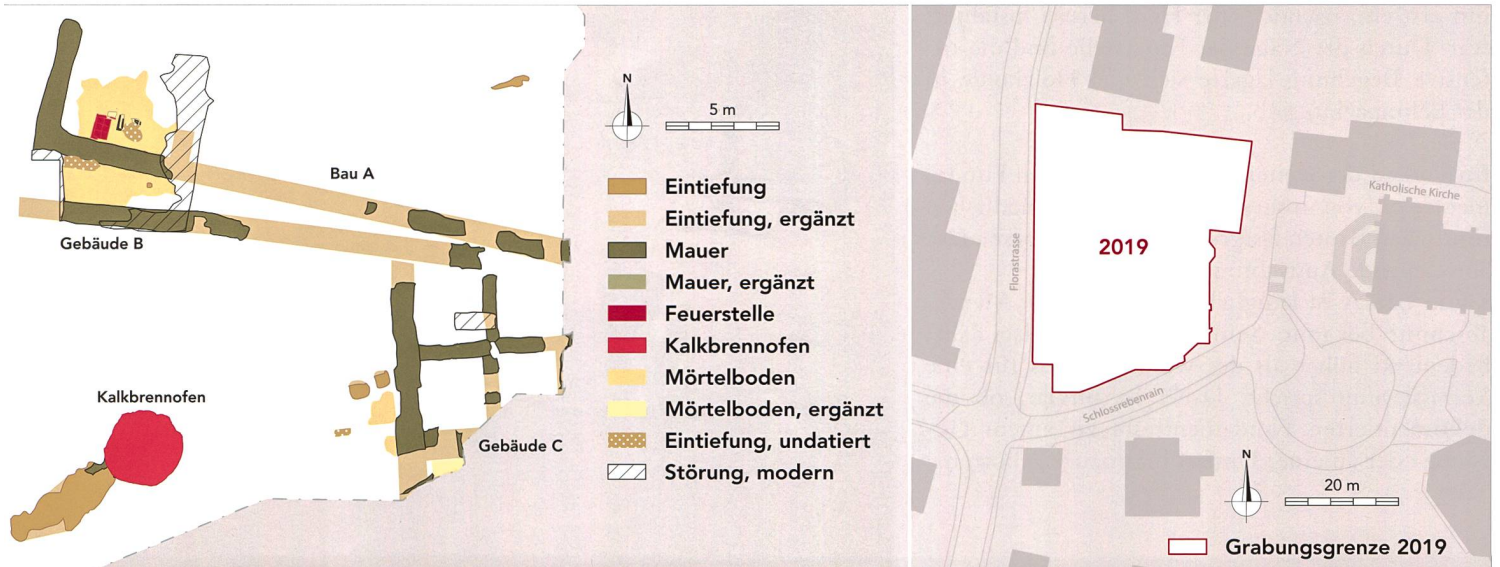 Bau A
Gebäude B
Kalkbrennofen
Gebäude C
N
5 m
Eintiefung
Eintiefung, ergänzt
Mauer
Mauer, ergänzt
Feuerstelle
Kalkbrennofen
Mörtelboden
Mörtelboden, ergänzt
Eintiefung, undatiert
Störung, modern
Florastrasse
2019
Katholische Kirche
Schlossrebenrain
N
20 m
Grabungsgrenze 2019